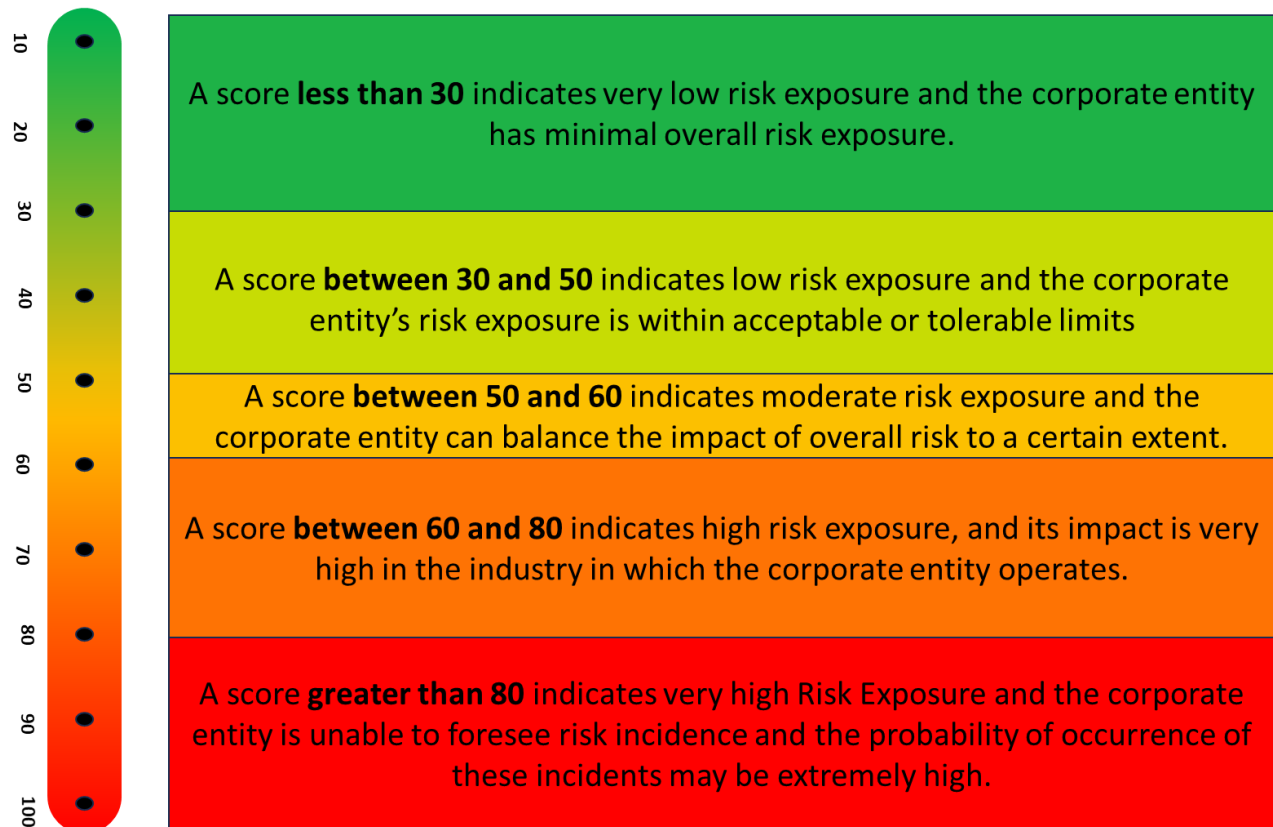 10
20
30
40
50
60
70
80
90
100
A score less than 30 indicates very low risk exposure and the corporate entity
has minimal overall risk exposure.
A score between 30 and 50 indicates low risk exposure and the corporate
entity’s risk exposure is within acceptable or tolerable limits
A score between 50 and 60 indicates moderate risk exposure and the
corporate entity can balance the impact of overall risk to a certain extent.
A score between 60 and 80 indicates high risk exposure, and its impact is very
high in the industry in which the corporate entity operates.
A score greater than 80 indicates very high Risk Exposure and the corporate
entity is unable to foresee risk incidence and the probability of occurrence of
these incidents may be extremely high.